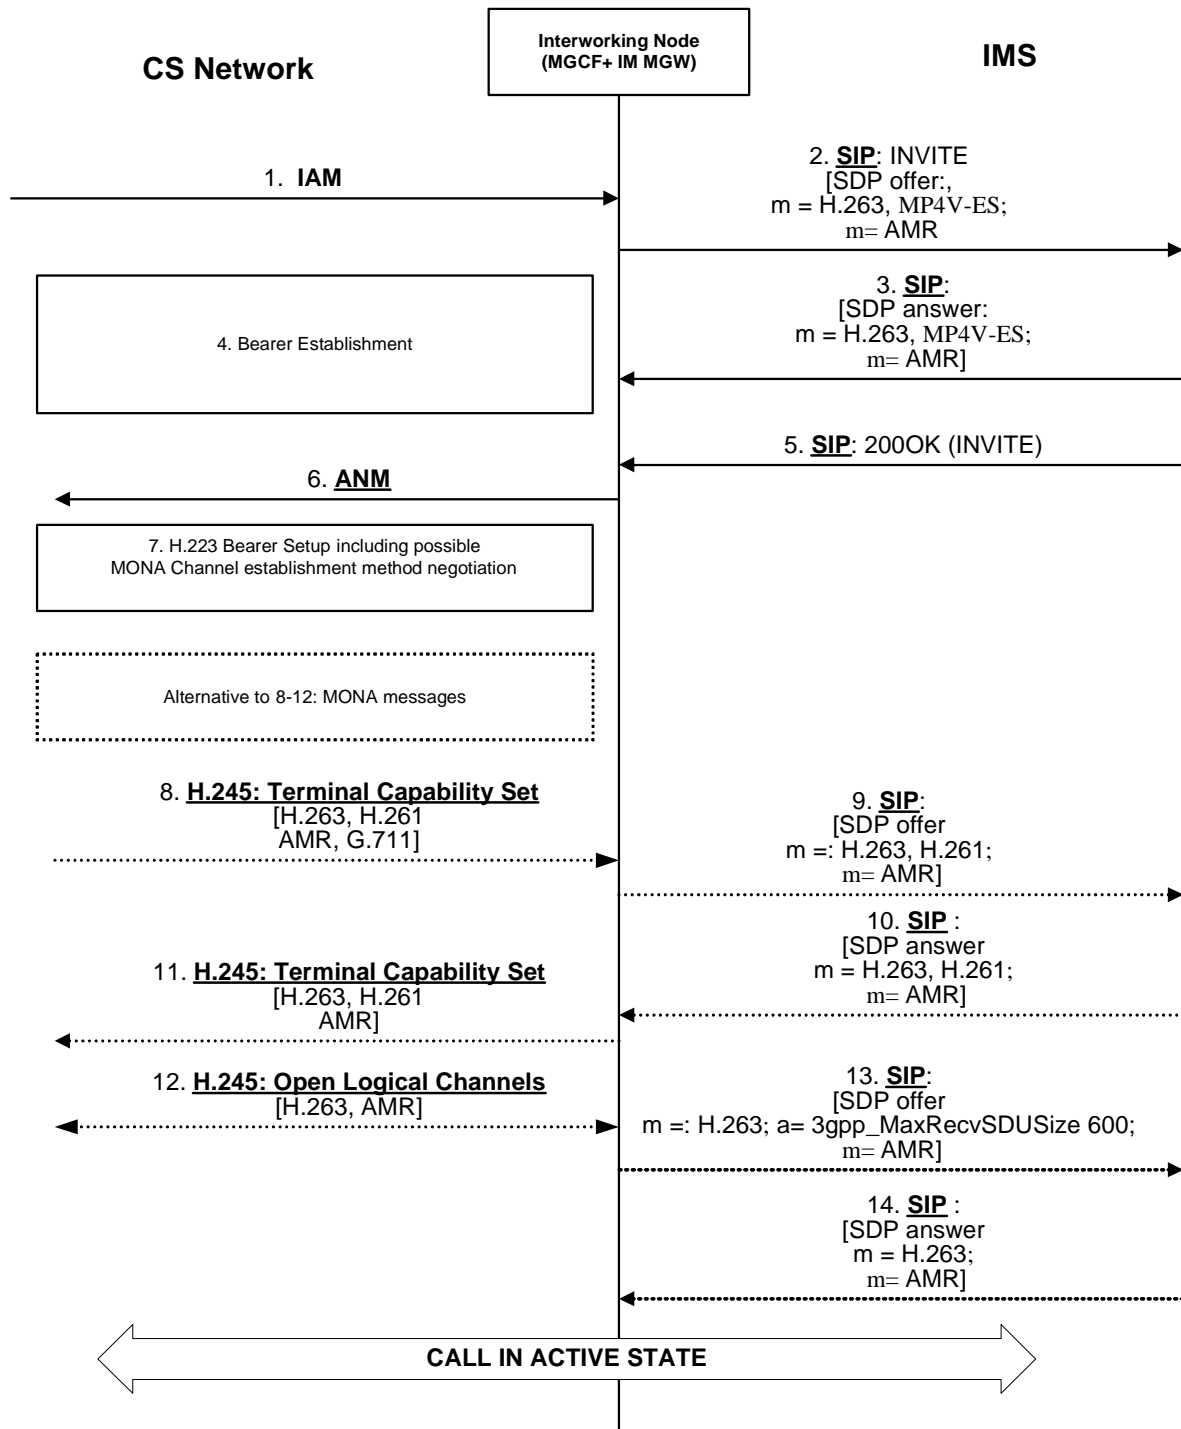 Interworking Node
(MGCF+ IM MGW)
CS Network
IMS
1. IAM
2. SIP: INVITE
[SDP offer:,
m = H.263, MP4V-ES;
m= AMR
3. SIP:
[SDP answer:
m = H.263, MP4V-ES;
m= AMR]
4. Bearer Establishment
5. SIP: 200OK (INVITE)
6. ANM
7. H.223 Bearer Setup including possible
MONA Channel establishment method negotiation
Alternative to 8-12: MONA messages
8. H.245: Terminal Capability Set
[H.263, H.261
AMR, G.711]
9. SIP:
[SDP offer
m =: H.263, H.261;
m= AMR]
10. SIP :
[SDP answer
m = H.263, H.261;
m= AMR]
11. H.245: Terminal Capability Set
[H.263, H.261
AMR]
12. H.245: Open Logical Channels
[H.263, AMR]
13. SIP:
[SDP offer
m =: H.263; a= 3gpp_MaxRecvSDUSize 600;
m= AMR]
14. SIP :
[SDP answer
m = H.263;
m= AMR]
CALL IN ACTIVE STATE